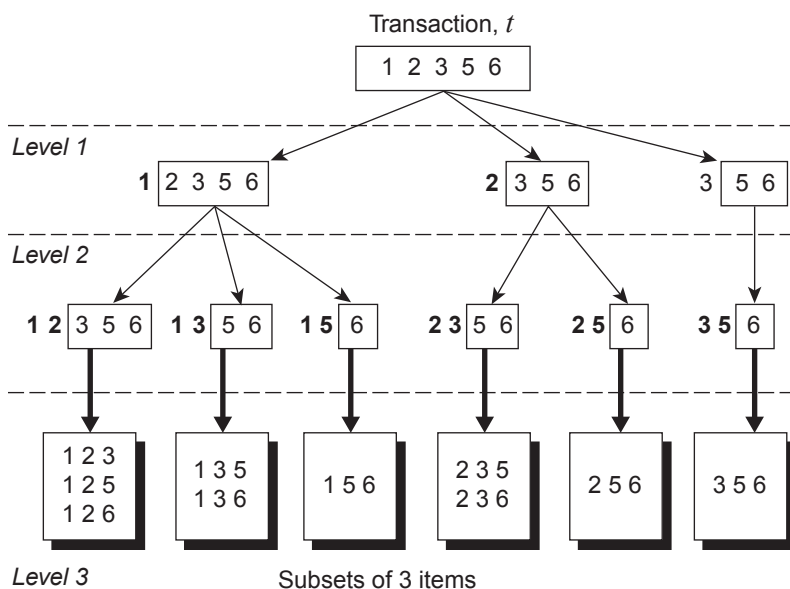 Transaction, t
1 2 3 5 6
Level 1
1 2 3 5 6
2 3 5 6
3 5 6
Level 2
1 2 3 5 6
1 3 5 6
1 5 6
2 3 5 6
2 5 6
3 5 6
1 2 3
1 2 5
1 2 6
1 3 5
1 3 6
1 5 6
2 3 5
2 3 6
2 5 6
3 5 6
Level 3
Subsets of 3 items